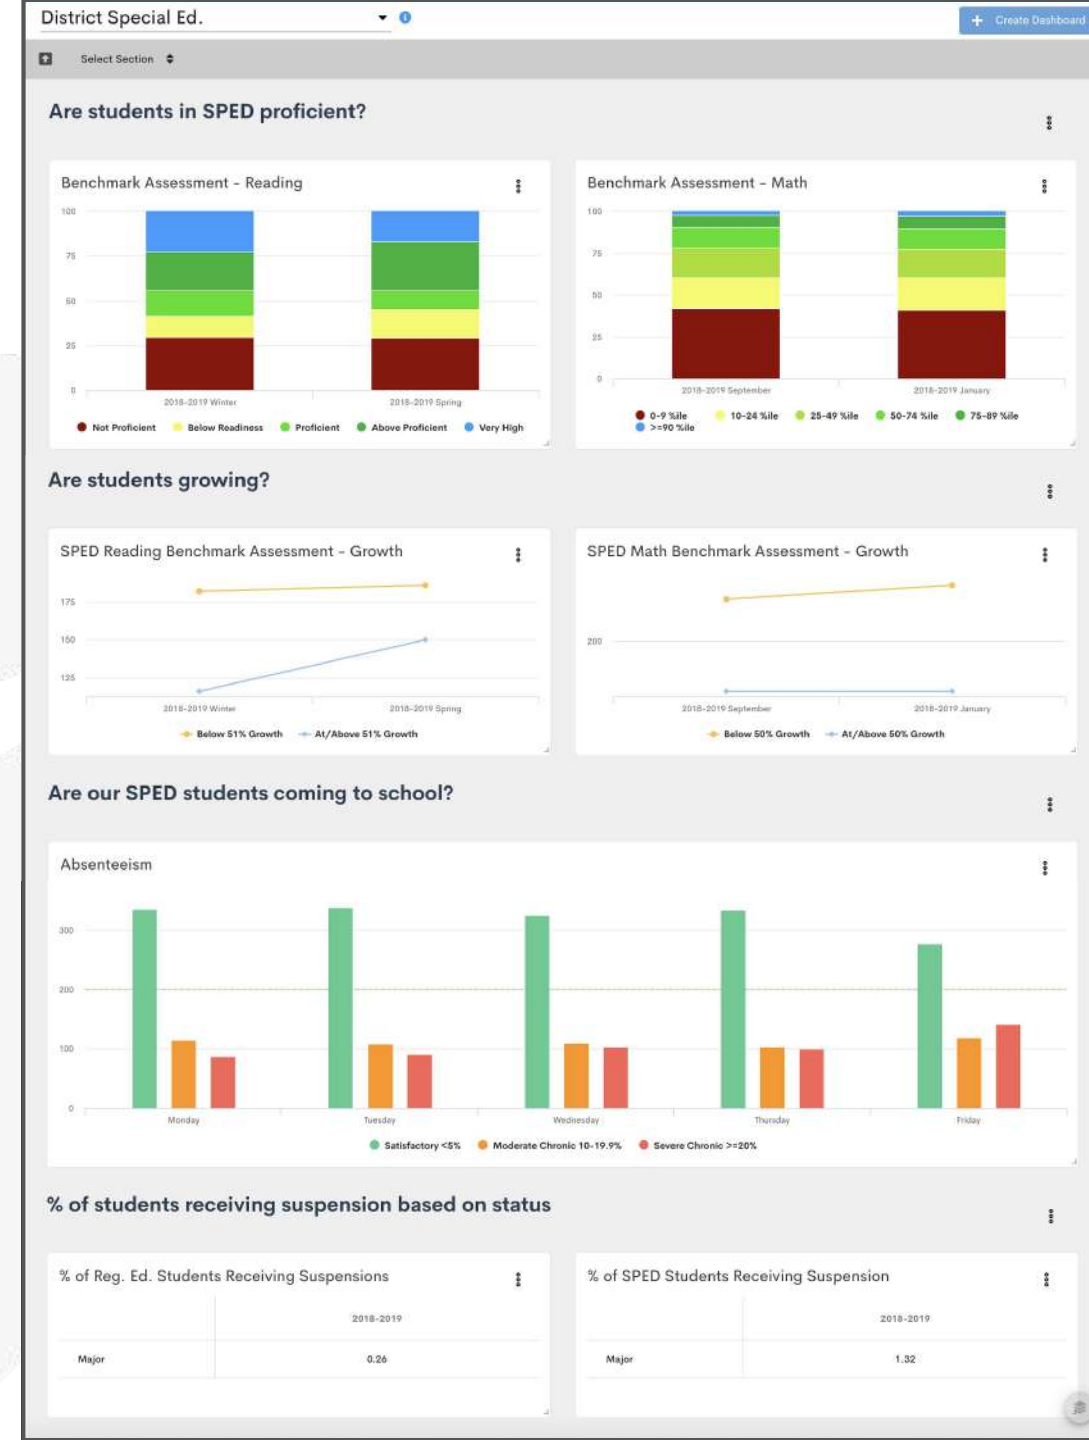 District Special Ed.
+ Create Dashboard
Select Section
Are students in SPED proficient?
Benchmark Assessment - Reading
100
75
50
25
0
2018-2019 Winter
2018-2019 Spring
Not Proficient Below Readiness Proficient Above Proficient Very High
Benchmark Assessment - Math
100
75
50
25
0
2018-2019 September
2018-2019 January
0-9 %ile 10-24 %ile 25-49 %ile 50-74 %ile 75-89 %ile
>=90 %ile
Are students growing?
SPED Reading Benchmark Assessment - Growth
175
150
125
2018-2019 Winter
2018-2019 Spring
Below 51% Growth At/Above 51% Growth
SPED Math Benchmark Assessment - Growth
200
2018-2019 September
2018-2019 January
Below 50% Growth At/Above 50% Growth
Are our SPED students coming to school?
Absenteeism
300
200
100
0
Monday Tuesday Wednesday Thursday Friday
Satisfactory <5% Moderate Chronic 10-19.9% Severe Chronic >=20%
% of students receiving suspension based on status
% of Reg. Ed. Students Receiving Suspensions
2018-2019
Major 0.26
% of SPED Students Receiving Suspension
2018-2019
Major 1.32